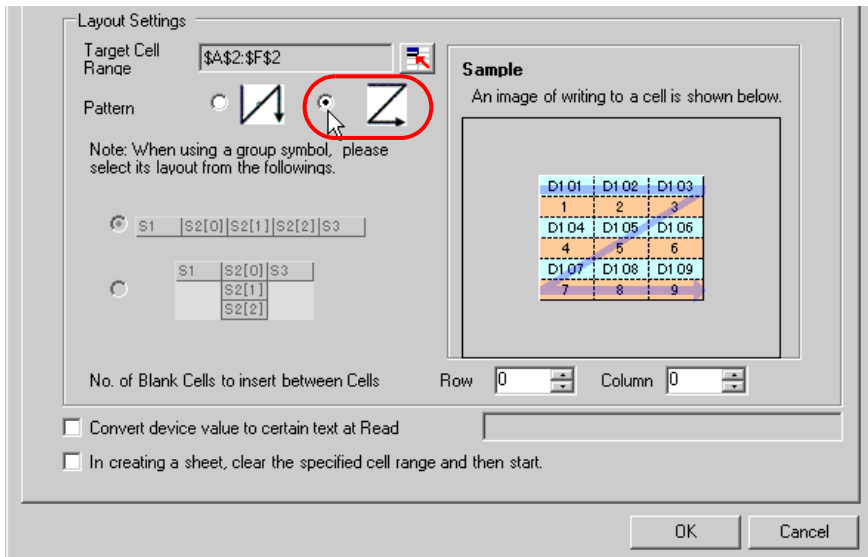 Layout Settings
Target Cell
Range
$A$2:$F$2
Pattern
Note: When using a group symbol, please
select its layout from the followings.
S1 S2[0] S2[1] S2[2] S3
S1 S2[0] S3
S2[1]
S2[2]
Sample
An image of writing to a cell is shown below.
D101 D102 D103
1 2 3
D104 D105 D106
4 5 6
D107 D108 D109
7 8 9
No. of Blank Cells to insert between Cells Row 0 Column 0
Convert device value to certain text at Read
In creating a sheet, clear the specified cell range and then start.
OK Cancel